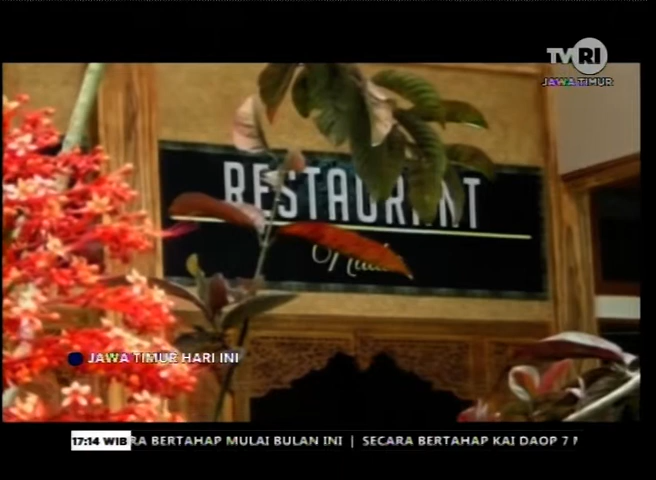 TVRI
JAWA TIMUR
RESTAURANT
JAWA TIMUR HARI INI
17:14 WIB RA BERTAHAP MULAI BULAN INI | SECARA BERTAHAP KAI DAOP 7